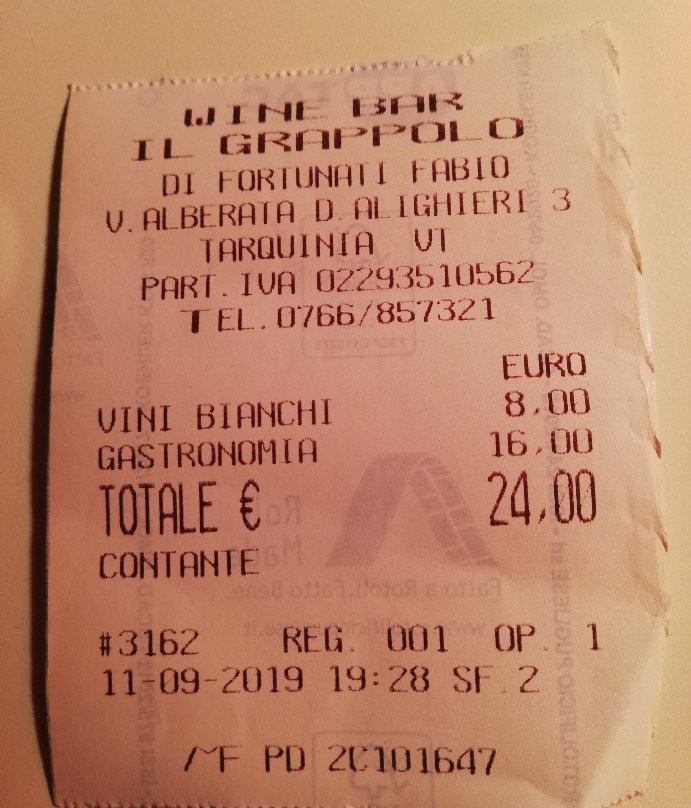 WINE BAR
IL GRAPPOLO
DI FORTUNATI FABIO
V.ALBERATA D.ALIGHIERI 3
TARQUINIA VT
PART.IVA 02293510562
TEL.0766/857321
EURO
VINI BIANCHI 8,00
GASTRONOMIA 16,00
TOTALE € 24,00
CONTANTE
#3162 REG. 001 OP. 1
11-09-2019 19:28 SF.2
MF PD 2C101647